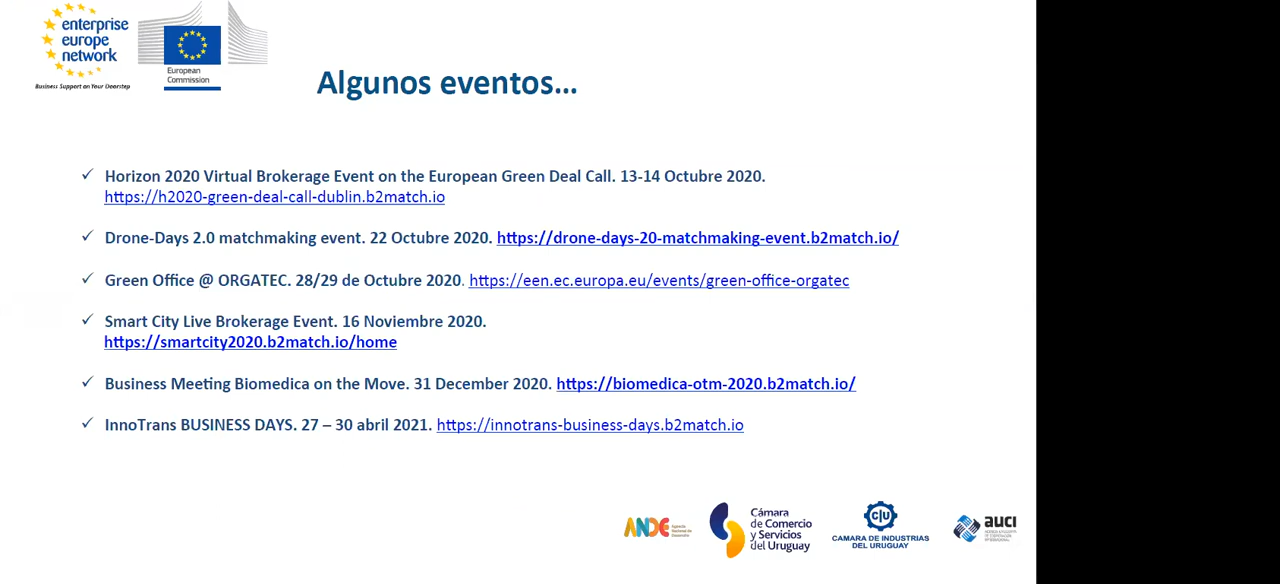 enterprise
europe
network
Business Support on Your Doorstep
European
Commission
Algunos eventos...
✓ Horizon 2020 Virtual Brokerage Event on the European Green Deal Call. 13-14 Octubre 2020.
https://h2020-green-deal-call-dublin.b2match.io
✓ Drone-Days 2.0 matchmaking event. 22 Octubre 2020. https://drone-days-20-matchmaking-event.b2match.io/
✓ Green Office @ ORGATEC. 28/29 de Octubre 2020. https://een.ec.europa.eu/events/green-office-orgatec
✓ Smart City Live Brokerage Event. 16 Noviembre 2020.
https://smartcity2020.b2match.io/home
✓ Business Meeting Biomedica on the Move. 31 December 2020. https://biomedica-otm-2020.b2match.io/
✓ InnoTrans BUSINESS DAYS. 27 – 30 abril 2021. https://innotrans-business-days.b2match.io
ANDE
Cámara
de Comercio
y Servicios
del Uruguay
CIU
CAMARA DE INDUSTRIAS
DEL URUGUAY
auci